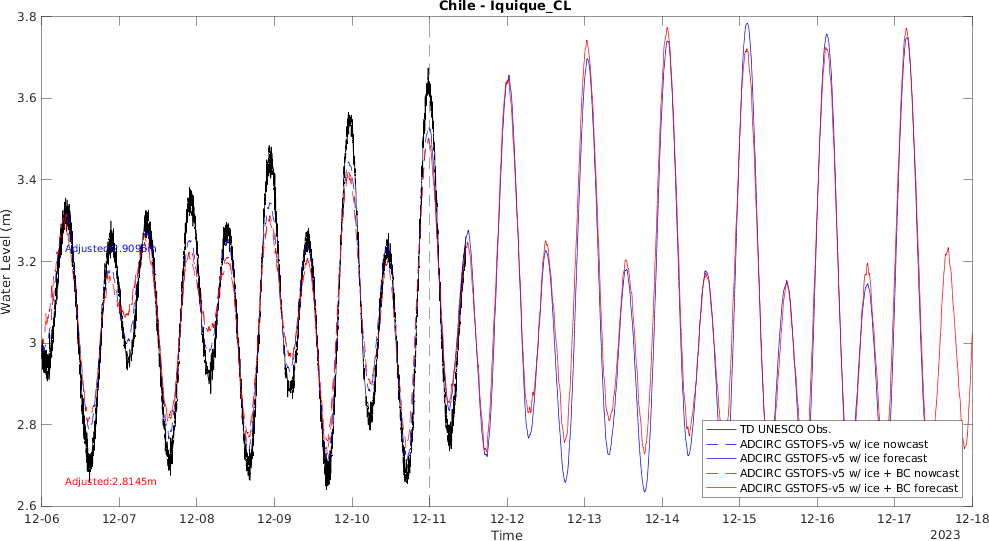 Chile - Iquique_CL
Water Level (m)
3.8
3.6
3.4
3.2
3
2.8
2.6
Adjusted:2.8145m
TD UNESCO Obs.
ADCIRC GSTOFS-v5 w/ ice nowcast
ADCIRC GSTOFS-v5 w/ ice forecast
ADCIRC GSTOFS-v5 w/ ice + BC nowcast
ADCIRC GSTOFS-v5 w/ ice + BC forecast
12-06 12-07 12-08 12-09 12-10 12-11 12-12 12-13 12-14 12-15 12-16 12-17 12-18
Time
2023